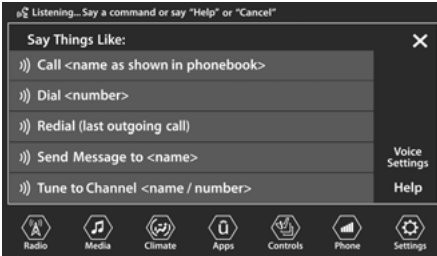 Listening... Say a command or say "Help" or "Cancel"
Say Things Like:
Call <name as shown in phonebook>
Dial <number>
Redial (last outgoing call)
Send Message to <name>
Tune to Channel <name / number>
Voice
Settings
Help
Radio
Media
Climate
Apps
Controls
Phone
Settings